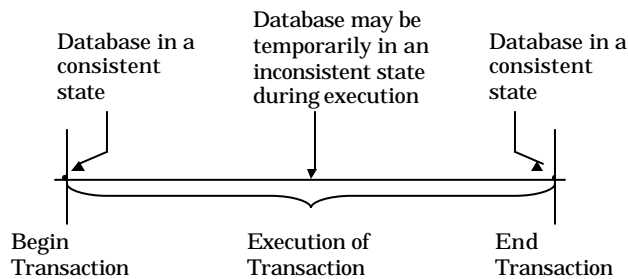 Database in a
consistent
state
Database may be
temporarily in an
inconsistent state
during execution
Database in a
consistent
state
Begin
Transaction
Execution of
Transaction
End
Transaction